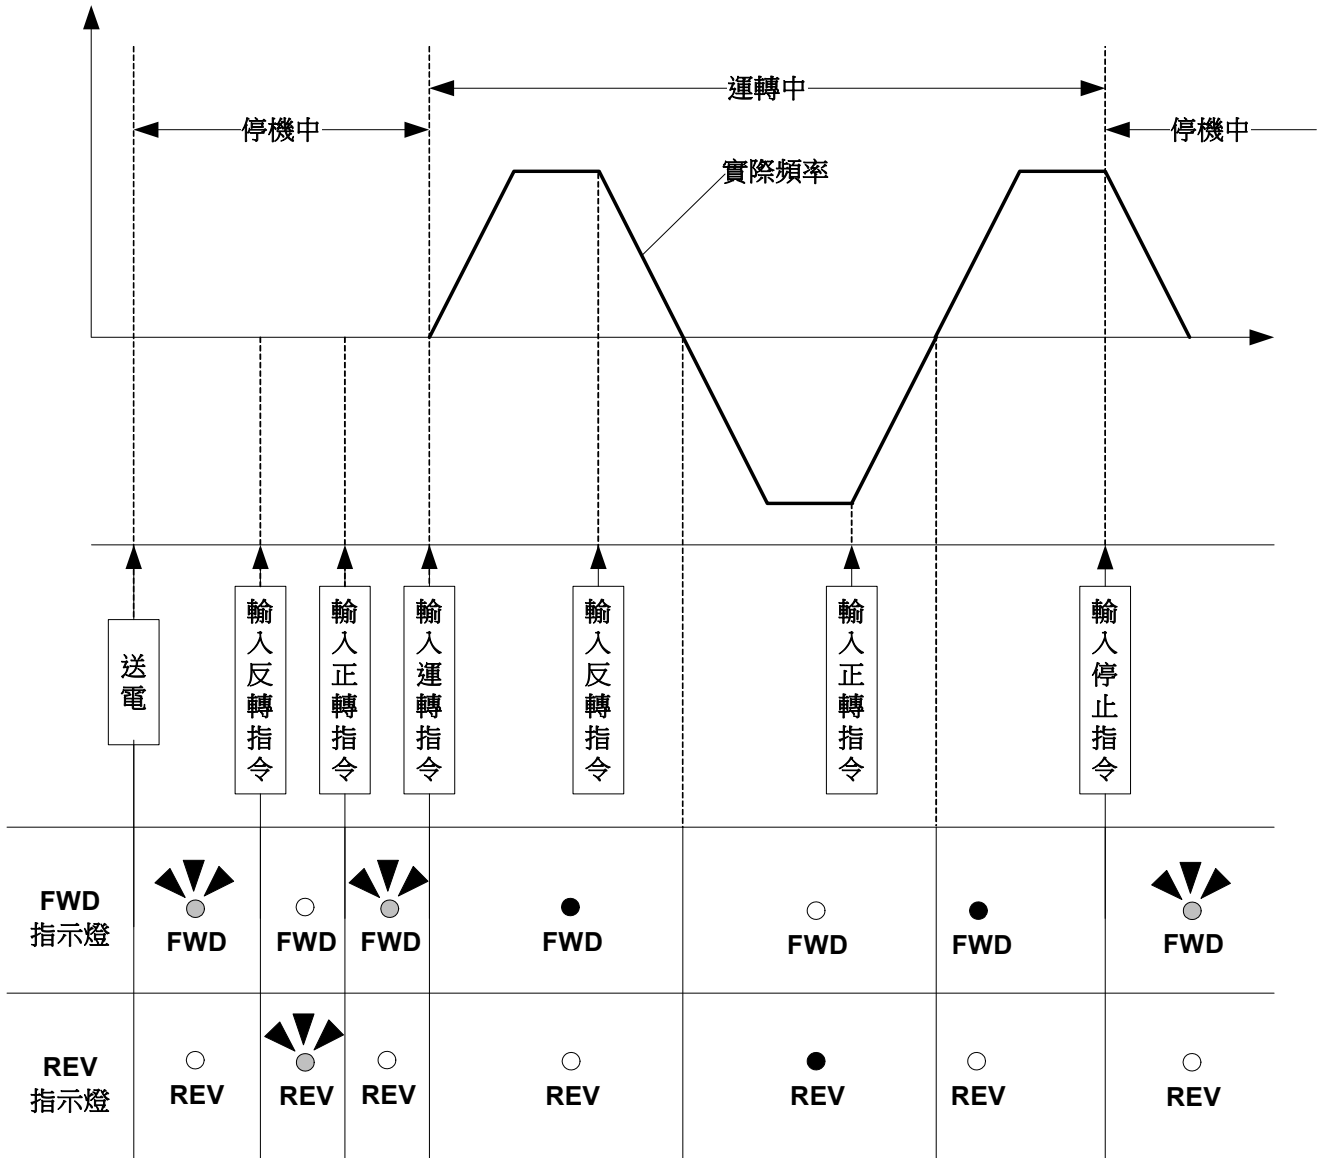 運轉中
停機中
停機中
實際頻率
送電
輸入反轉指令
輸入正轉指令
輸入運轉指令
輸入反轉指令
輸入正轉指令
輸入停止指令
FWD
指示燈
FWD
FWD
FWD
FWD
FWD
FWD
FWD
REV
指示燈
REV
REV
REV
REV
REV
REV
REV